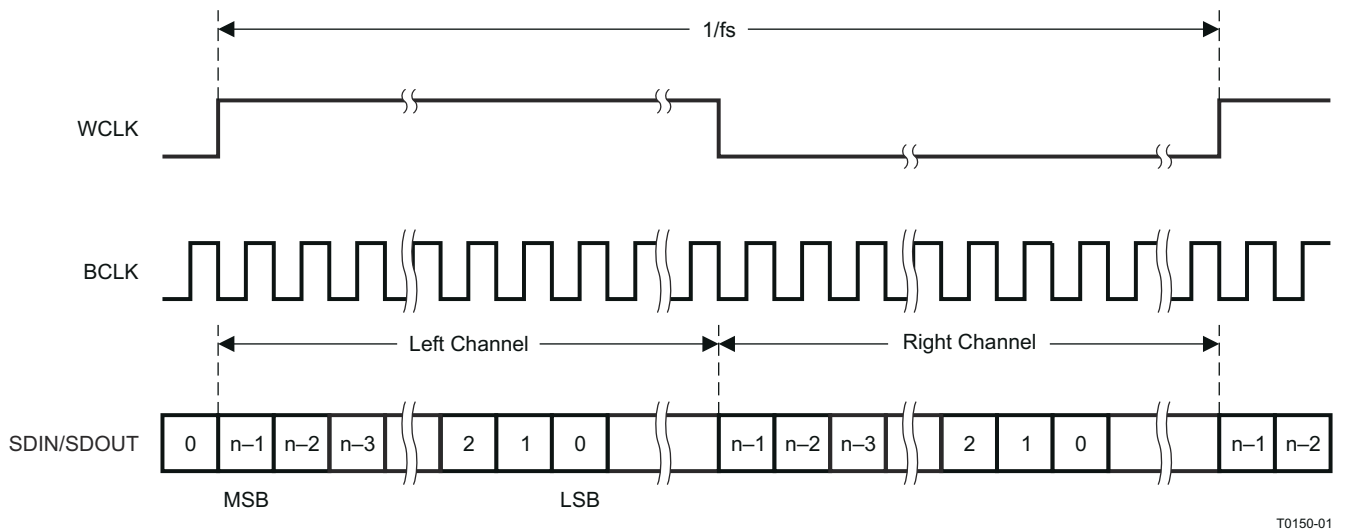 1/fs
WCLK
BCLK
Left Channel
Right Channel
SDIN/SDOUT 0 n–1 n–2 n–3 2 1 0 n–1 n–2 n–3 2 1 0 n–1 n–2
MSB LSB
T0150-01